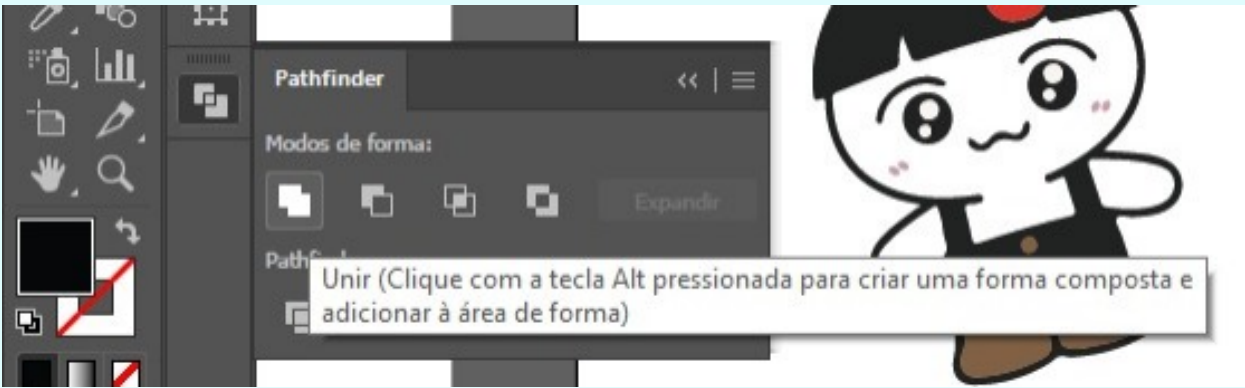 Pathfinder
Modos de forma:
Expandir
Unir (Clique com a tecla Alt pressionada para criar uma forma composta e
adicionar à área de forma)